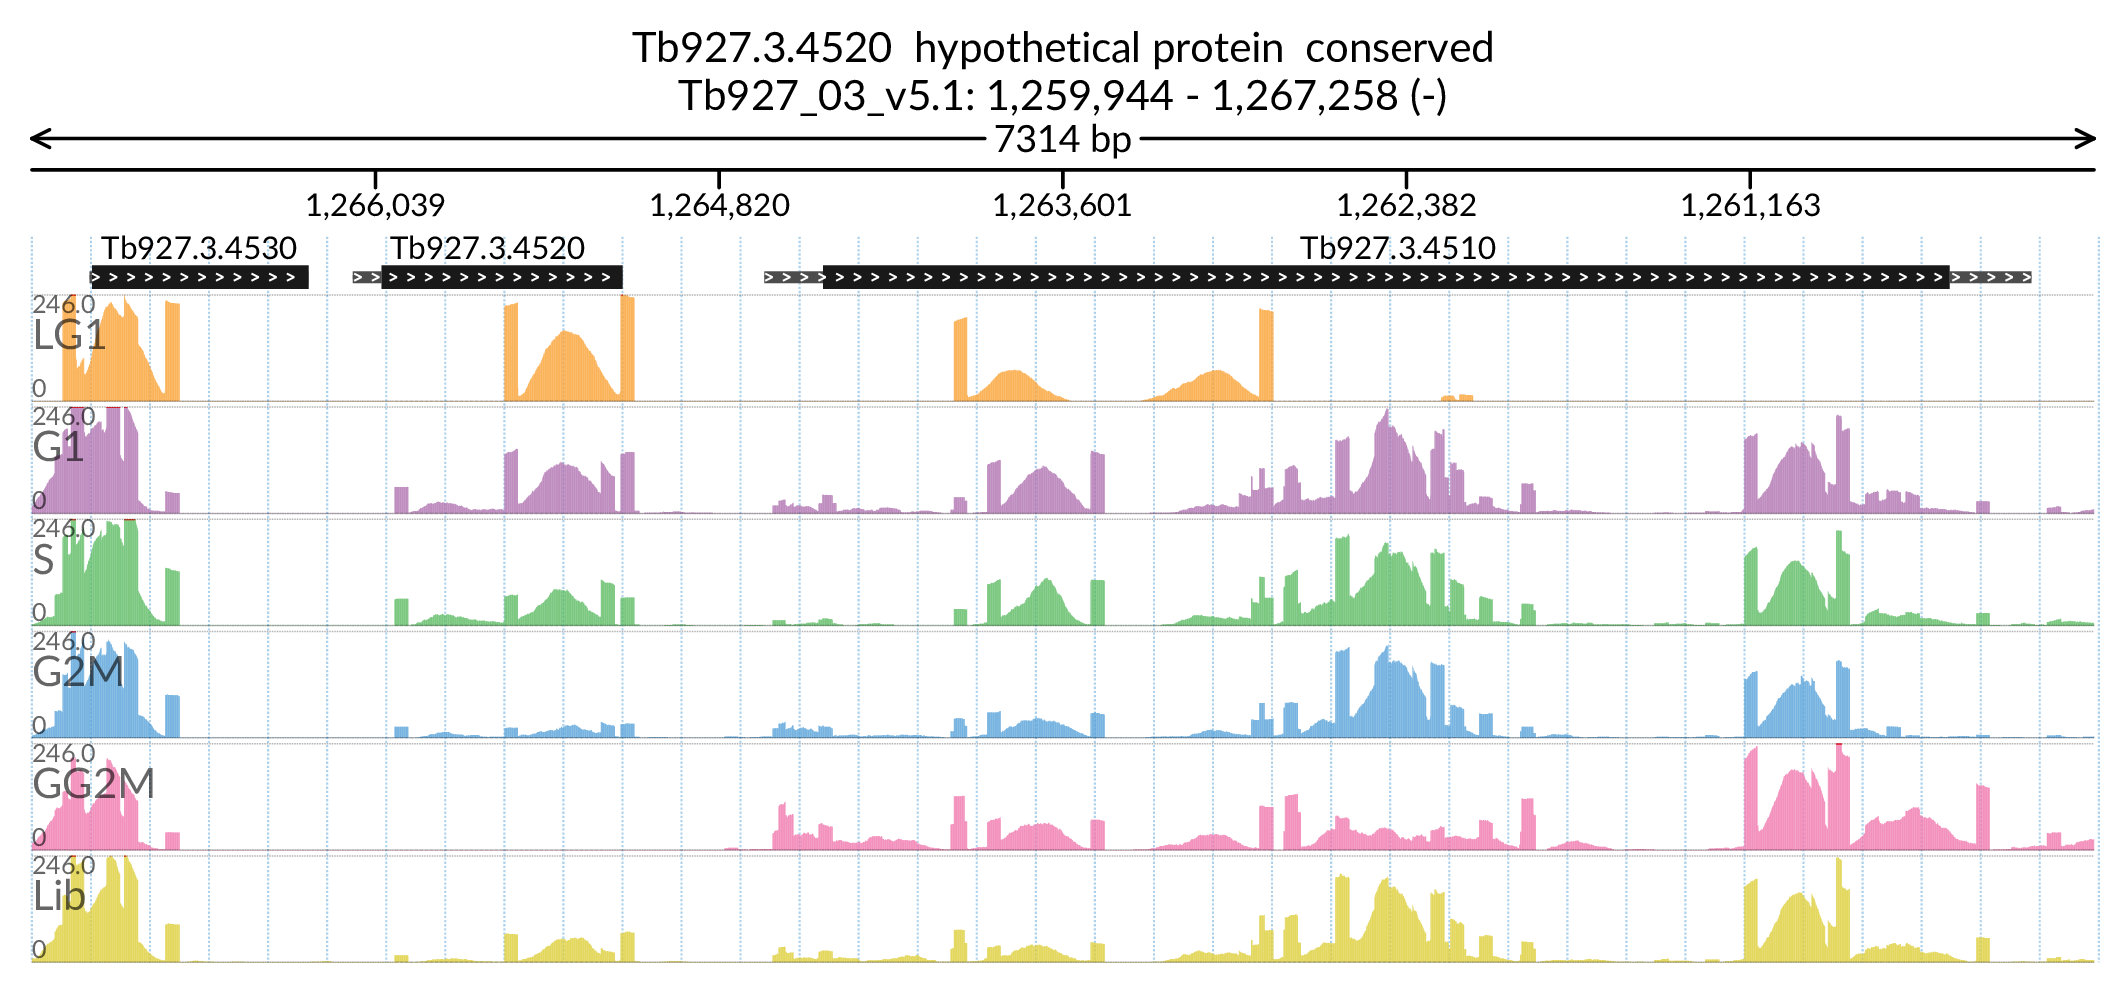 Tb927.3.4520  hypothetical protein  conserved
Tb927_03_v5.1: 1,259,944 - 1,267,258 (-)
7314 bp
1,266,039 1,264,820 1,263,601 1,262,382 1,261,163
Tb927.3.4530 Tb927.3.4520 Tb927.3.4510
246.0
LG1
0
246.0
G1
0
246.0
S
0
246.0
G2M
0
246.0
GG2M
0
246.0
Lib
0